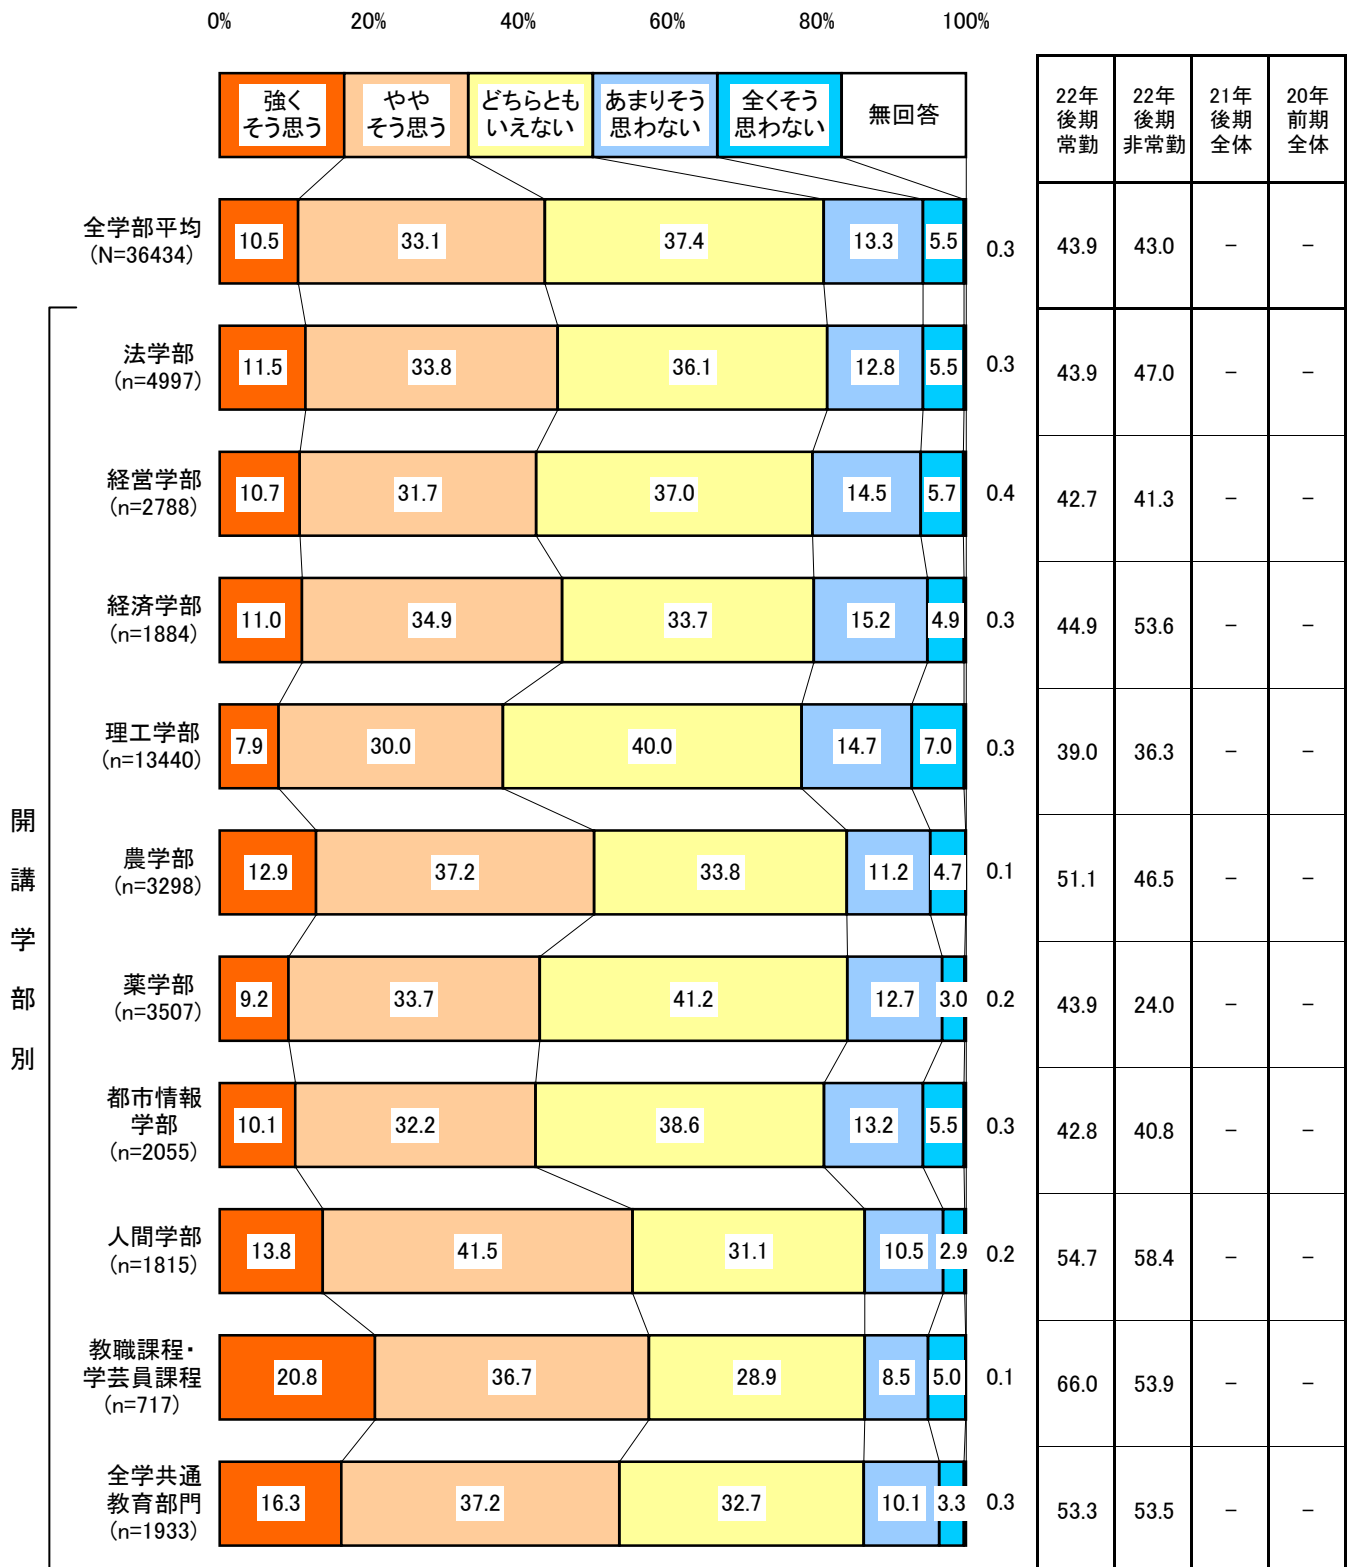 0% 20% 40% 60% 80% 100%
強く
そう思う
やや
そう思う
どちらとも
いえない
あまりそう
思わない
全くそう
思わない
無回答
22年
後期
常勤
22年
後期
非常勤
21年
後期
全体
20年
前期
全体
全学部平均
(N=36434)
10.5 33.1 37.4 13.3 5.5 0.3 43.9 43.0 － －
法学部
(n=4997)
11.5 33.8 36.1 12.8 5.5 0.3 43.9 47.0 － －
経営学部
(n=2788)
10.7 31.7 37.0 14.5 5.7 0.4 42.7 41.3 － －
経済学部
(n=1884)
11.0 34.9 33.7 15.2 4.9 0.3 44.9 53.6 － －
理工学部
(n=13440)
7.9 30.0 40.0 14.7 7.0 0.3 39.0 36.3 － －
農学部
(n=3298)
12.9 37.2 33.8 11.2 4.7 0.1 51.1 46.5 － －
薬学部
(n=3507)
9.2 33.7 41.2 12.7 3.0 0.2 43.9 24.0 － －
都市情報
学部
(n=2055)
10.1 32.2 38.6 13.2 5.5 0.3 42.8 40.8 － －
人間学部
(n=1815)
13.8 41.5 31.1 10.5 2.9 0.2 54.7 58.4 － －
教職課程・
学芸員課程
(n=717)
20.8 36.7 28.9 8.5 5.0 0.1 66.0 53.9 － －
全学共通
教育部門
(n=1933)
16.3 37.2 32.7 10.1 3.3 0.3 53.3 53.5 － －
開講学部別